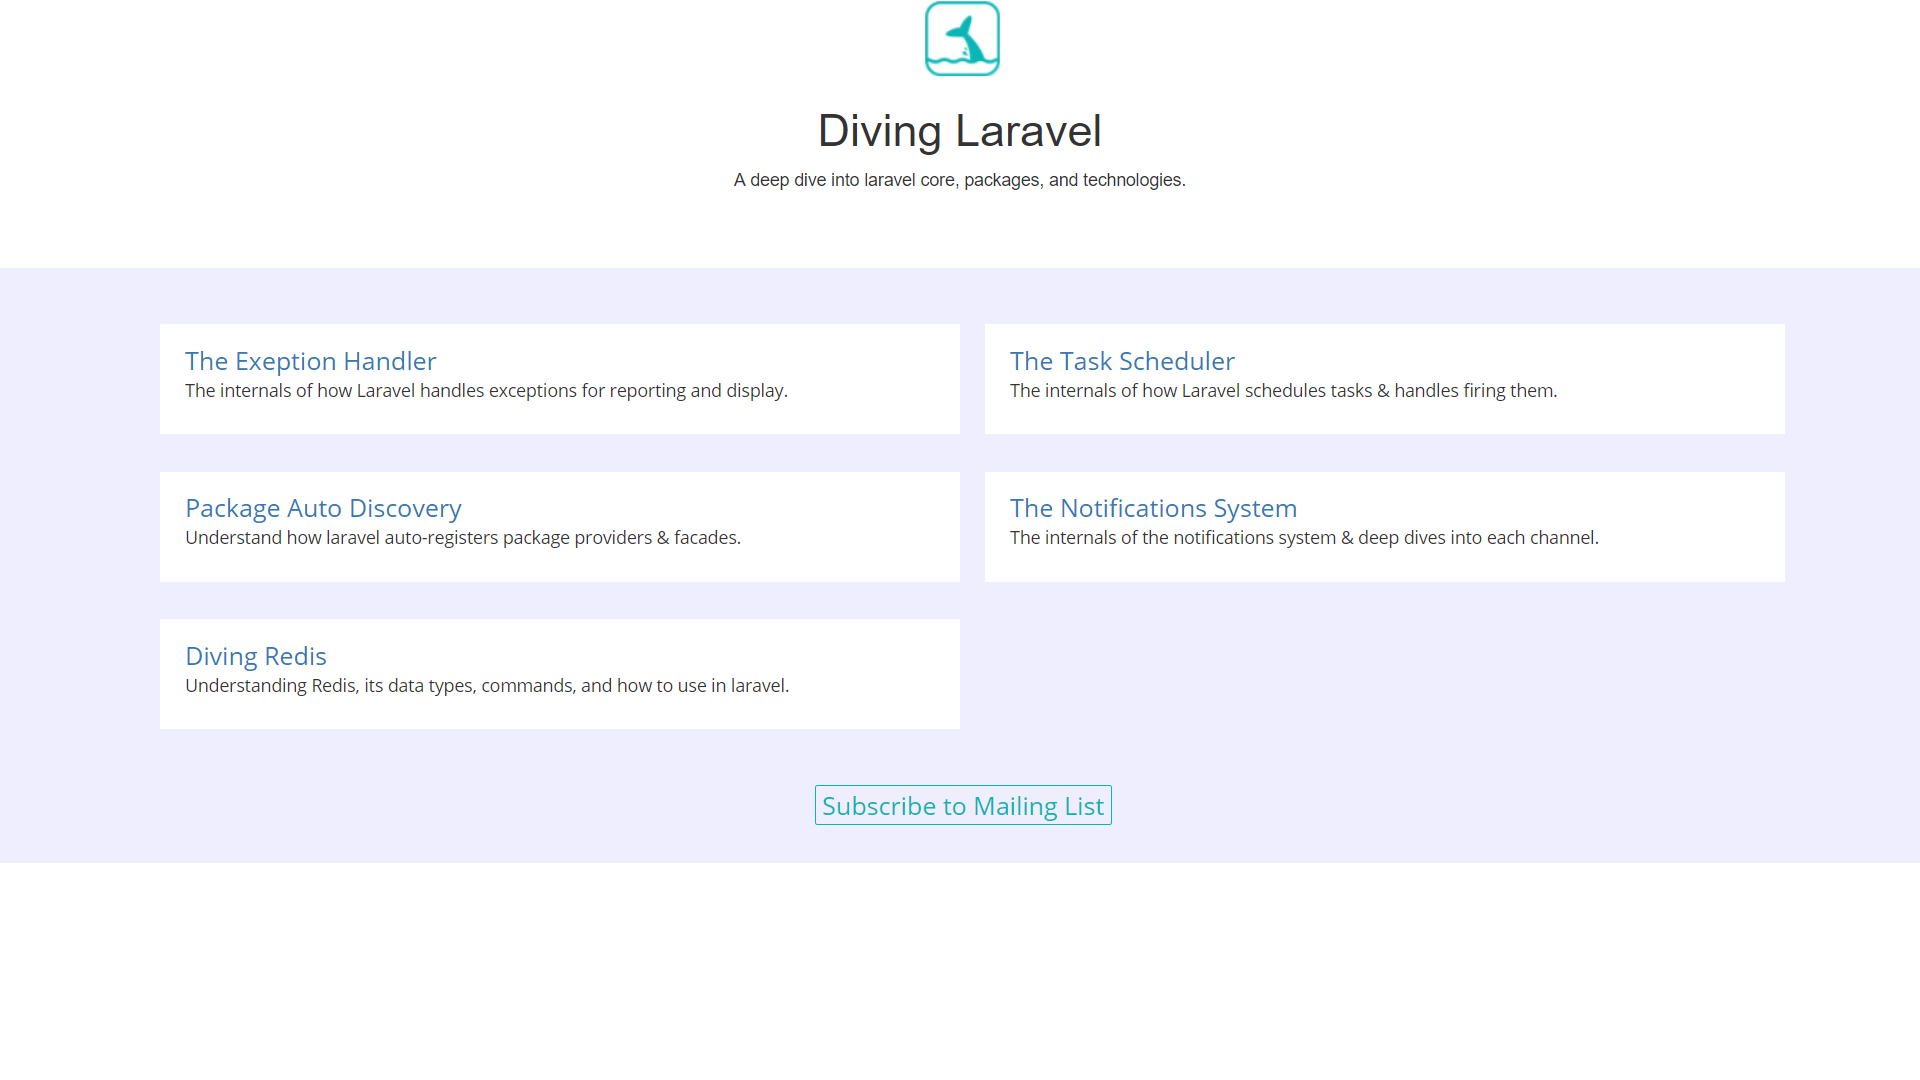 Diving Laravel
A deep dive into laravel core, packages, and technologies.
The Exeption Handler
The internals of how Laravel handles exceptions for reporting and display.
The Task Scheduler
The internals of how Laravel schedules tasks & handles firing them.
Package Auto Discovery
Understand how laravel auto-registers package providers & facades.
The Notifications System
The internals of the notifications system & deep dives into each channel.
Diving Redis
Understanding Redis, its data types, commands, and how to use in laravel.
Subscribe to Mailing List